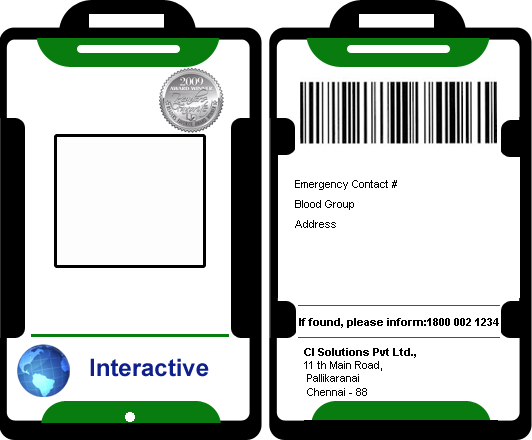 2009
AWARD WINNER
Interactive
Emergency Contact #
Blood Group
Address
If found, please inform:1800 002 1234
CI Solutions Pvt Ltd.,
11 th Main Road,
Pallikaranai
Chennai - 88